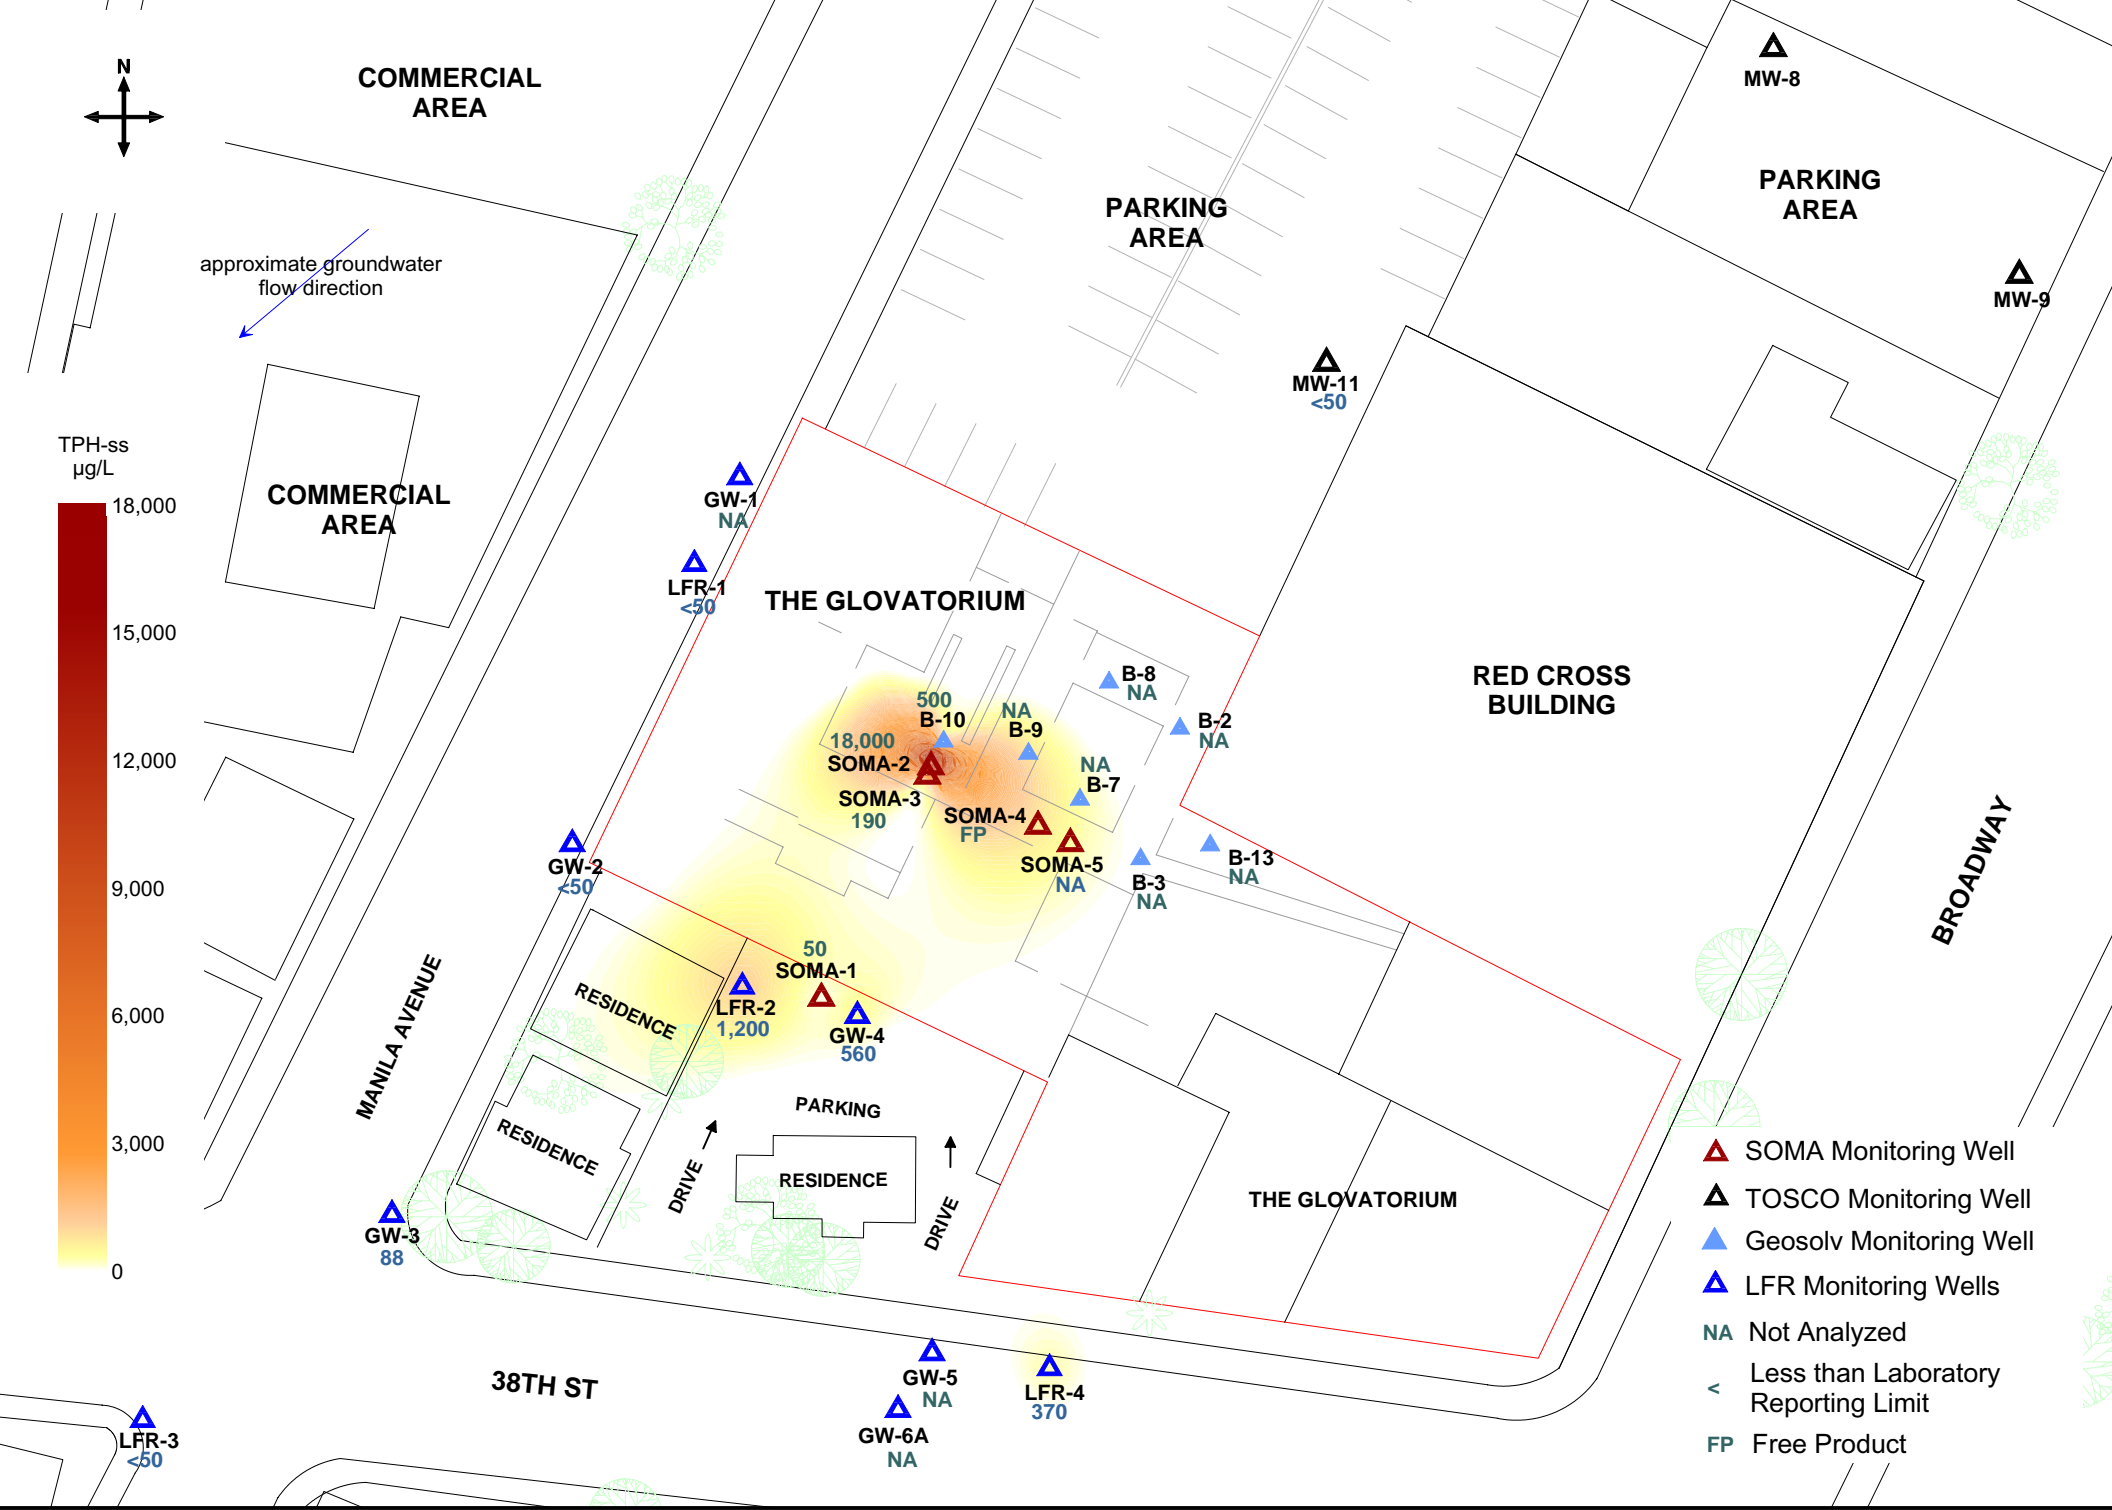 N
COMMERCIAL
AREA
MW-8
PARKING
AREA
PARKING
AREA
approximate groundwater
flow direction
MW-9
MW-11
<50
TPH-ss
µg/L
18,000
15,000
12,000
9,000
6,000
3,000
0
COMMERCIAL
AREA
GW-1
NA
LFR-1
<50
THE GLOVATORIUM
RED CROSS
BUILDING
B-8
NA
500
B-10
NA
B-9
B-2
NA
18,000
SOMA-2
NA
B-7
SOMA-3
190
SOMA-4
FP
SOMA-5
NA
B-13
NA
B-3
NA
GW-2
<50
BROADWAY
MANILA AVENUE
50
SOMA-1
RESIDENCE
LFR-2
1,200
GW-4
560
PARKING
RESIDENCE
DRIVE
RESIDENCE
DRIVE
THE GLOVATORIUM
GW-3
88
38TH ST
GW-5
NA
LFR-4
370
GW-6A
NA
LFR-3
<50
SOMA Monitoring Well
TOSCO Monitoring Well
Geosolv Monitoring Well
LFR Monitoring Wells
NA Not Analyzed
< Less than Laboratory
Reporting Limit
FP Free Product